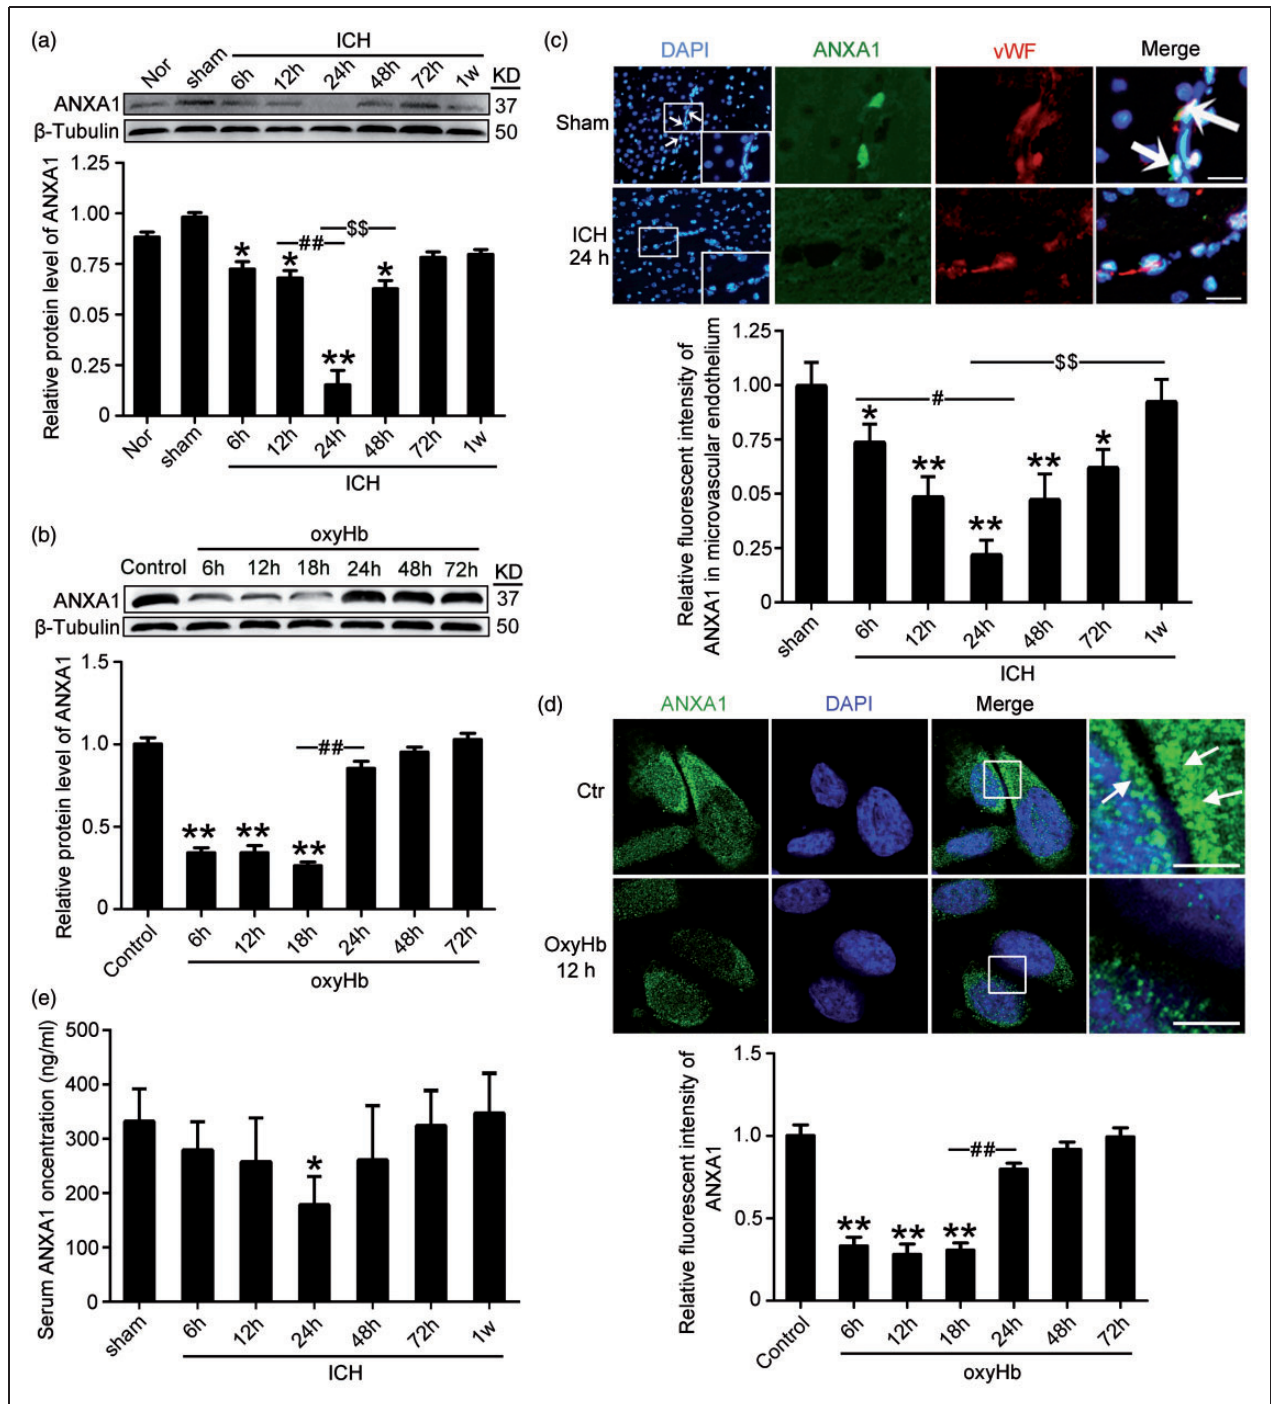 (a)
ICH
Nor sham 6h 12h 24h 48h 72h 1w KD
ANXA1 37
β-Tubulin 50
Relative protein level of ANXA1
1.25
1.00
0.75
0.05
0.25
0
* * ** *
## $$
Nor sham 6h 12h 24h 48h 72h 1w
ICH
(b)
oxyHb
Control 6h 12h 18h 24h 48h 72h KD
ANXA1 37
β-Tubulin 50
Relative protein level of ANXA1
1.5
1.0
0.5
0
** ** **
##
Control 6h 12h 18h 24h 48h 72h
oxyHb
(e)
Serum ANXA1 oncentration (ng/ml)
500
400
300
200
100
0
*
sham 6h 12h 24h 48h 72h 1w
ICH
(c)
DAPI ANXA1 vWF Merge
Sham
ICH
24 h
Relative fluorescent intensity of
ANXA1 in microvascular endothelium
1.25
1.00
0.75
0.05
0.25
0
* ** ** ** *
# $$
sham 6h 12h 24h 48h 72h 1w
ICH
(d)
ANXA1 DAPI Merge
Ctr
OxyHb
12 h
Relative fluorescent intensity of
ANXA1
1.5
1.0
0.5
0
** ** **
##
Control 6h 12h 18h 24h 48h 72h
oxyHb